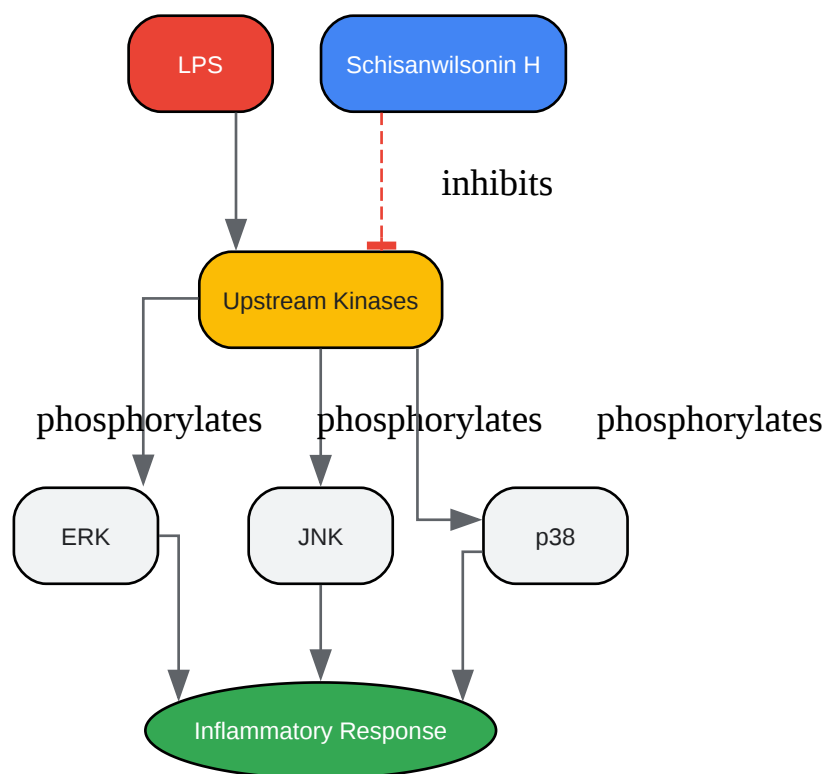 LPS
Schisanwilsonin H
inhibits
Upstream Kinases
phosphorylates
phosphorylates
phosphorylates
ERK
JNK
p38
Inflammatory Response